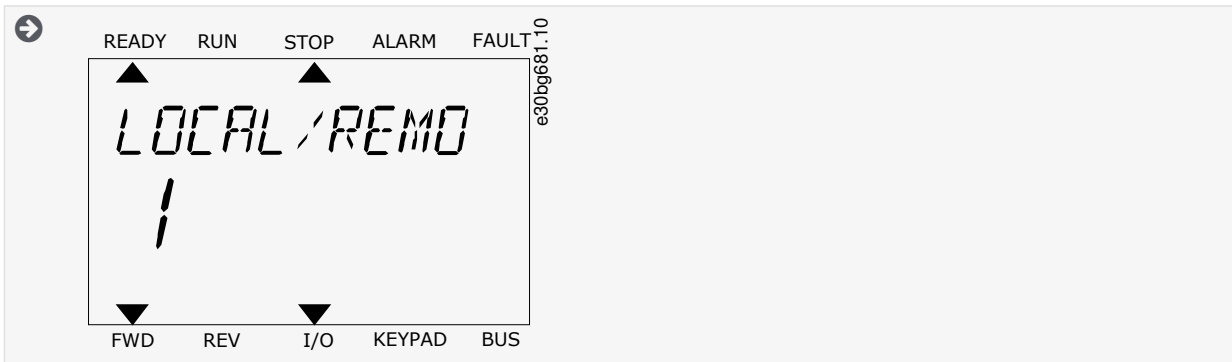 READY RUN STOP ALARM FAULT
e30bg681.10
LOCAL/REMO
1
FWD REV I/O KEYPAD BUS